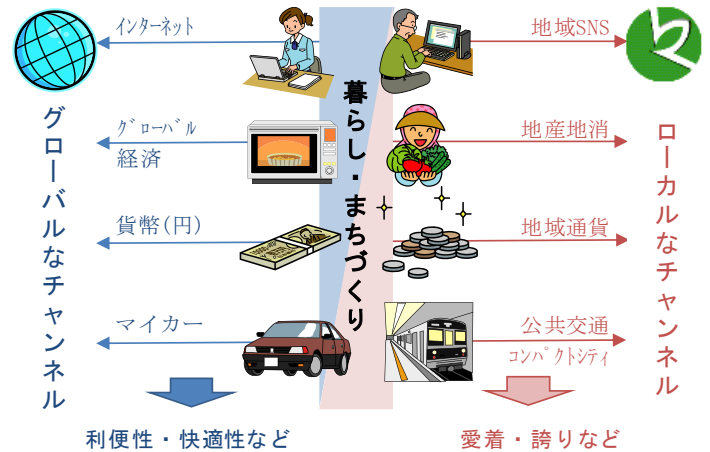 インターネット
地域SNS
グローバル
経済
地産地消
貨幣(円)
地域通貨
マイカー
公共交通
コンパクトシティ
グローバルなチャンネル
暮らし・まちづくり
ローカルなチャンネル
利便性・快適性など
愛着・誇りなど